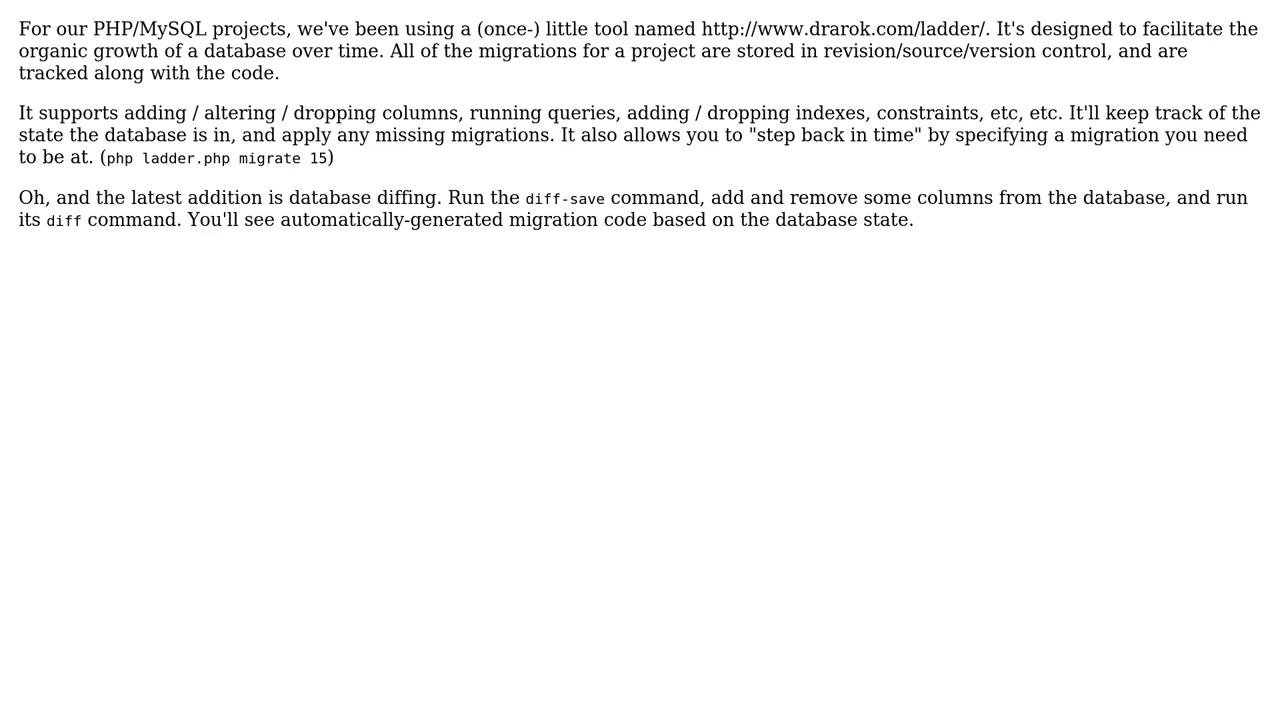 For our PHP/MySQL projects, we've been using a (once-) little tool named http://www.drarok.com/ladder/. It's designed to facilitate the
organic growth of a database over time. All of the migrations for a project are stored in revision/source/version control, and are
tracked along with the code.
It supports adding / altering / dropping columns, running queries, adding / dropping indexes, constraints, etc, etc. It'll keep track of the
state the database is in, and apply any missing migrations. It also allows you to "step back in time" by specifying a migration you need
to be at. (php ladder.php migrate 15)
Oh, and the latest addition is database diffing. Run the diff-save command, add and remove some columns from the database, and run
its diff command. You'll see automatically-generated migration code based on the database state.